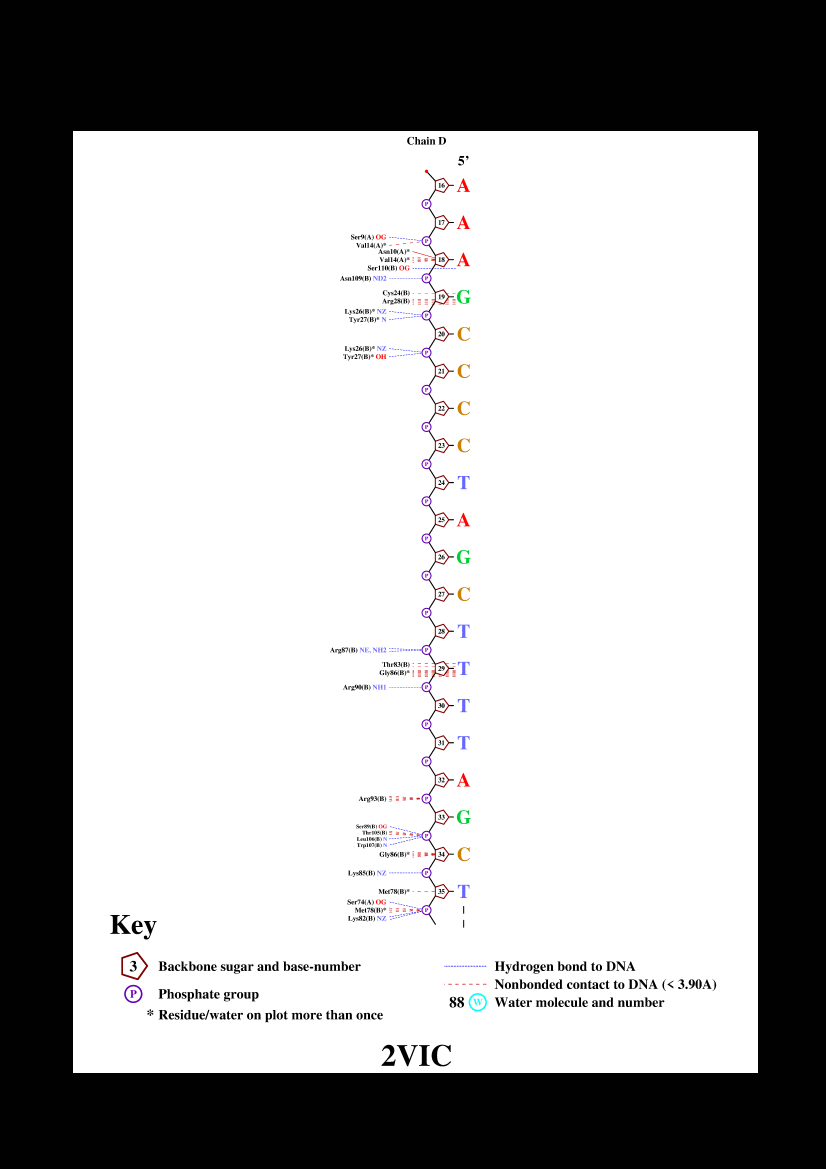 Chain D
5’
16 A
P
17 A
Ser9(A) OG
P
Val14(A)*
Asn10(A)*
18 A
Val14(A)*
Ser110(B) OG
Asn109(B) ND2 P
Cys24(B)
19 G
Arg28(B)
Lys26(B)* NZ
P
Tyr27(B)* N
20 C
Lys26(B)* NZ
P
Tyr27(B)* OH
21 C
P
22 C
P
23 C
P
24 T
P
25 A
P
26 G
P
27 C
P
28 T
Arg87(B) NE, NH2 P
Thr83(B)
29 T
Gly86(B)*
Arg90(B) NH1 P
30 T
P
31 T
P
32 A
Arg93(B) P
33 G
Ser89(B) OG
Thr105(B)
P
Leu106(B) N
Trp107(B) N
Gly86(B)* 34 C
Lys85(B) NZ P
Met78(B)* 35 T
Ser74(A) OG
Met78(B)* P
Lys82(B) NZ
Key
3 Backbone sugar and base-number
P Phosphate group
* Residue/water on plot more than once
Hydrogen bond to DNA
Nonbonded contact to DNA (< 3.90A)
88 W Water molecule and number
2VIC